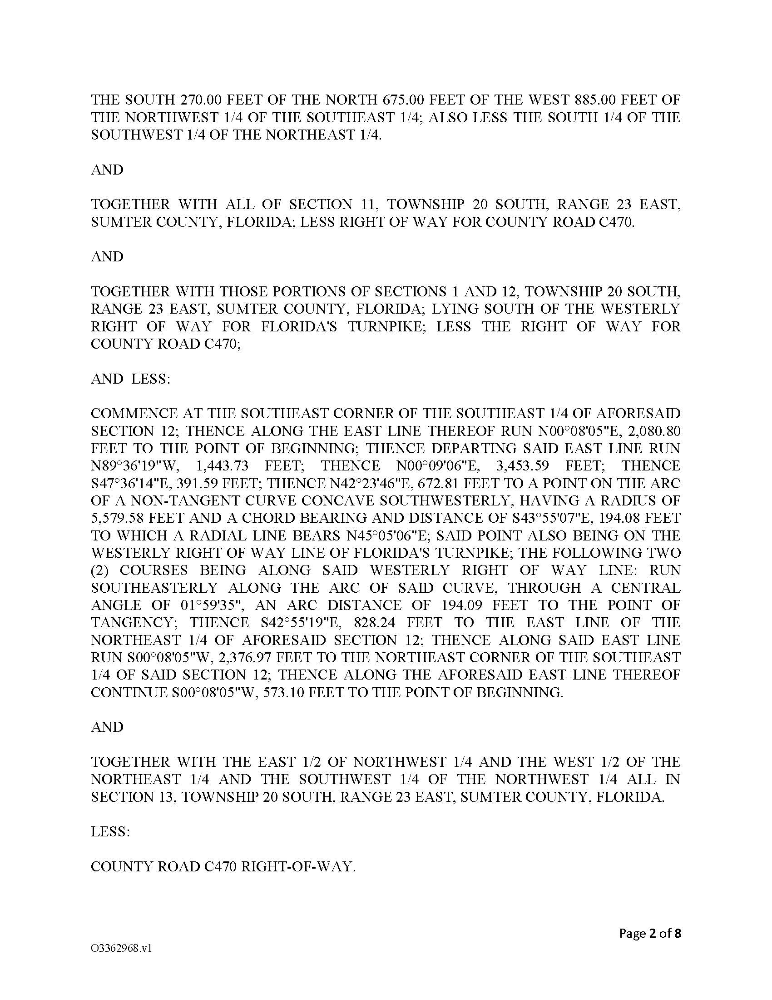 THE SOUTH 270.00 FEET OF THE NORTH 675.00 FEET OF THE WEST 885.00 FEET OF
THE NORTHWEST 1/4 OF THE SOUTHEAST 1/4; ALSO LESS THE SOUTH 1/4 OF THE
SOUTHWEST 1/4 OF THE NORTHEAST 1/4.
AND
TOGETHER WITH ALL OF SECTION 11, TOWNSHIP 20 SOUTH, RANGE 23 EAST,
SUMTER COUNTY, FLORIDA; LESS RIGHT OF WAY FOR COUNTY ROAD C470.
AND
TOGETHER WITH THOSE PORTIONS OF SECTIONS 1 AND 12, TOWNSHIP 20 SOUTH,
RANGE 23 EAST, SUMTER COUNTY, FLORIDA; LYING SOUTH OF THE WESTERLY
RIGHT OF WAY FOR FLORIDA'S TURNPIKE; LESS THE RIGHT OF WAY FOR
COUNTY ROAD C470;
AND LESS:
COMMENCE AT THE SOUTHEAST CORNER OF THE SOUTHEAST 1/4 OF AFORESAID
SECTION 12; THENCE ALONG THE EAST LINE THEREOF RUN N00°08'05"E, 2,080.80
FEET TO THE POINT OF BEGINNING; THENCE DEPARTING SAID EAST LINE RUN
N89°36'19"W, 1,443.73 FEET; THENCE N00°09'06"E, 3,453.59 FEET; THENCE
S47°36'14"E, 391.59 FEET; THENCE N42°23'46"E, 672.81 FEET TO A POINT ON THE ARC
OF A NON-TANGENT CURVE CONCAVE SOUTHWESTERLY, HAVING A RADIUS OF
5,579.58 FEET AND A CHORD BEARING AND DISTANCE OF S43°55'07"E, 194.08 FEET
TO WHICH A RADIAL LINE BEARS N45°05'06"E; SAID POINT ALSO BEING ON THE
WESTERLY RIGHT OF WAY LINE OF FLORIDA'S TURNPIKE; THE FOLLOWING TWO
(2) COURSES BEING ALONG SAID WESTERLY RIGHT OF WAY LINE: RUN
SOUTHEASTERLY ALONG THE ARC OF SAID CURVE, THROUGH A CENTRAL
ANGLE OF 01°59'35", AN ARC DISTANCE OF 194.09 FEET TO THE POINT OF
TANGENCY; THENCE S42°55'19"E, 828.24 FEET TO THE EAST LINE OF THE
NORTHEAST 1/4 OF AFORESAID SECTION 12; THENCE ALONG SAID EAST LINE
RUN S00°08'05"W, 2,376.97 FEET TO THE NORTHEAST CORNER OF THE SOUTHEAST
1/4 OF SAID SECTION 12; THENCE ALONG THE AFORESAID EAST LINE THEREOF
CONTINUE S00°08'05"W, 573.10 FEET TO THE POINT OF BEGINNING.
AND
TOGETHER WITH THE EAST 1/2 OF NORTHWEST 1/4 AND THE WEST 1/2 OF THE
NORTHEAST 1/4 AND THE SOUTHWEST 1/4 OF THE NORTHWEST 1/4 ALL IN
SECTION 13, TOWNSHIP 20 SOUTH, RANGE 23 EAST, SUMTER COUNTY, FLORIDA.
LESS:
COUNTY ROAD C470 RIGHT-OF-WAY.
Page 2 of 8
O3362968.v1